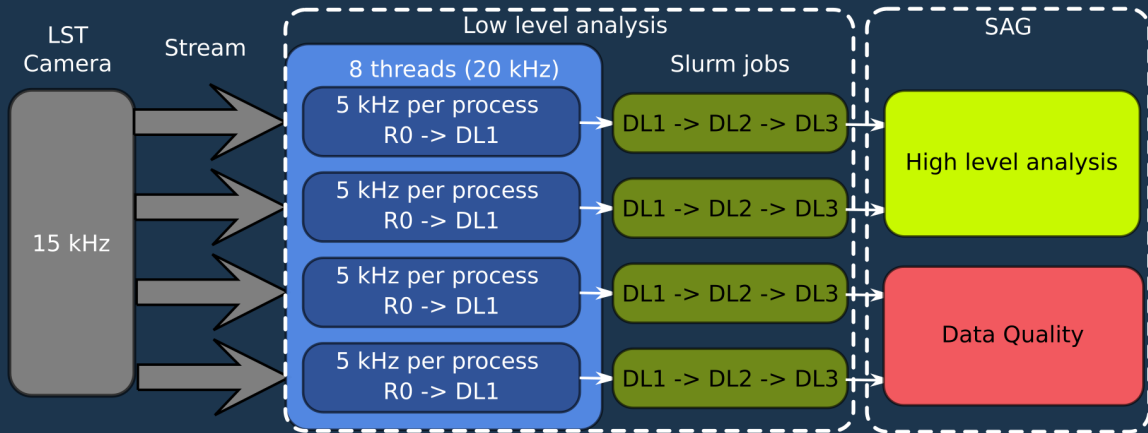 LST
Camera
Stream
Low level analysis
SAG
8 threads (20 kHz)
Slurm jobs
15 kHz
5 kHz per process
R0 -> DL1
DL1 -> DL2 -> DL3
5 kHz per process
R0 -> DL1
DL1 -> DL2 -> DL3
5 kHz per process
R0 -> DL1
DL1 -> DL2 -> DL3
5 kHz per process
R0 -> DL1
DL1 -> DL2 -> DL3
High level analysis
Data Quality